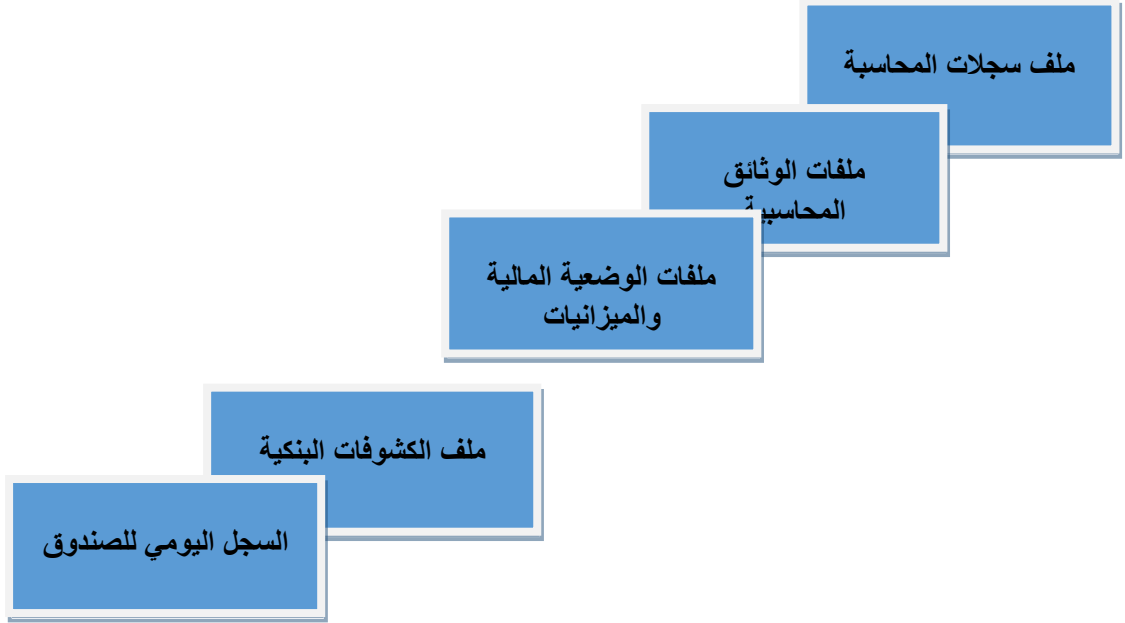 ملف سجلات المحاسبة
ملفات الوثائق
المحاسبية
ملفات الوضعية المالية
والميزانيات
ملف الكشوفات البنكية
السجل اليومي للصندوق